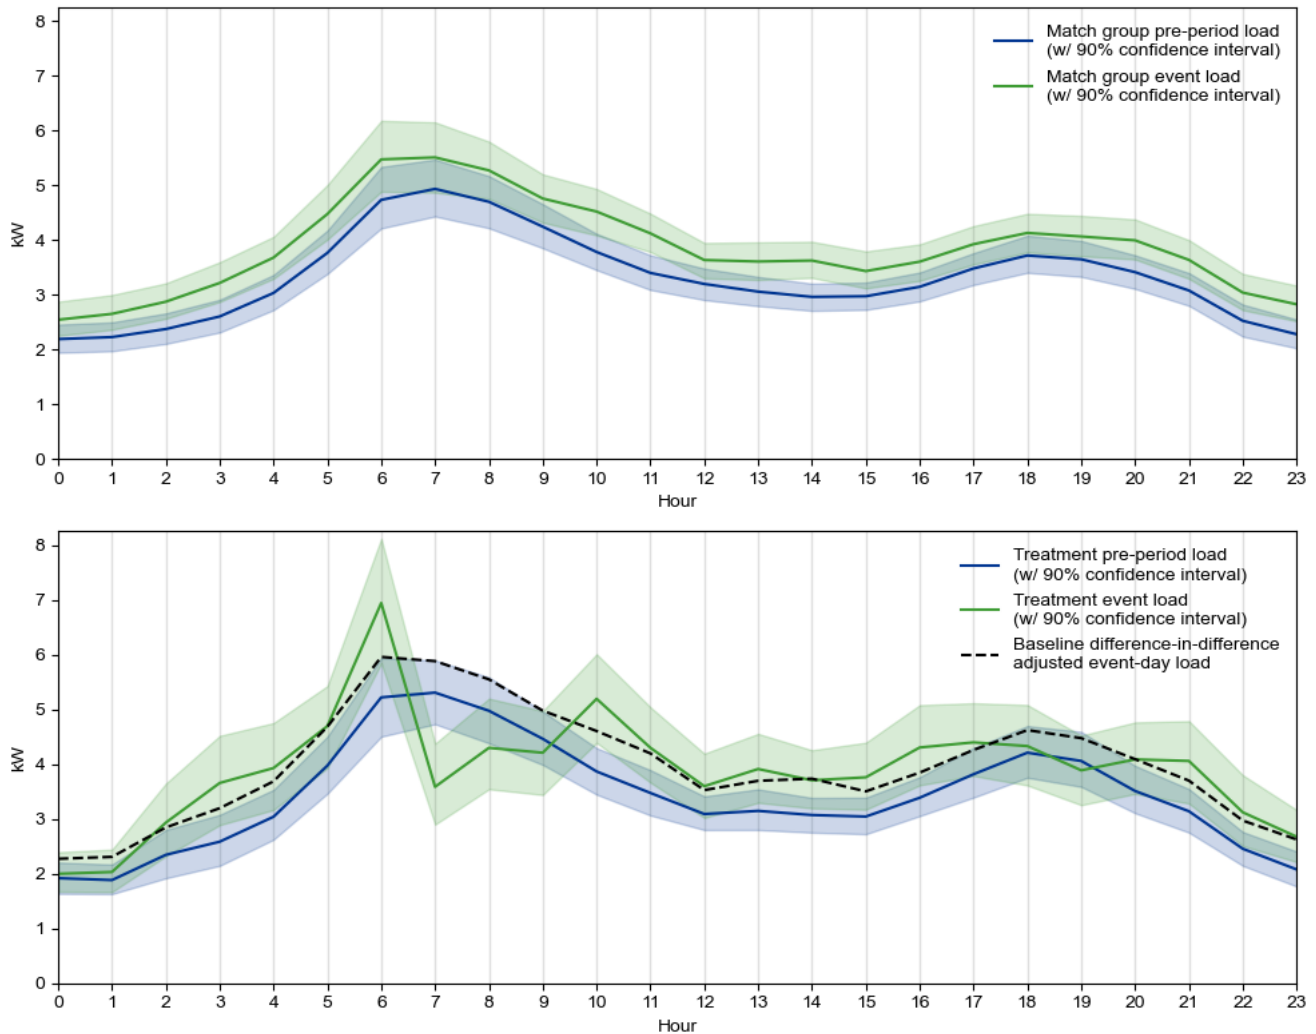 8
7
6
5
4
3
2
1
0
kW
Match group pre-period load
(w/ 90% confidence interval)
Match group event load
(w/ 90% confidence interval)
0 1 2 3 4 5 6 7 8 9 10 11 12 13 14 15 16 17 18 19 20 21 22 23
Hour
8
7
6
5
4
3
2
1
0
kW
Treatment pre-period load
(w/ 90% confidence interval)
Treatment event load
(w/ 90% confidence interval)
Baseline difference-in-difference
adjusted event-day load
0 1 2 3 4 5 6 7 8 9 10 11 12 13 14 15 16 17 18 19 20 21 22 23
Hour